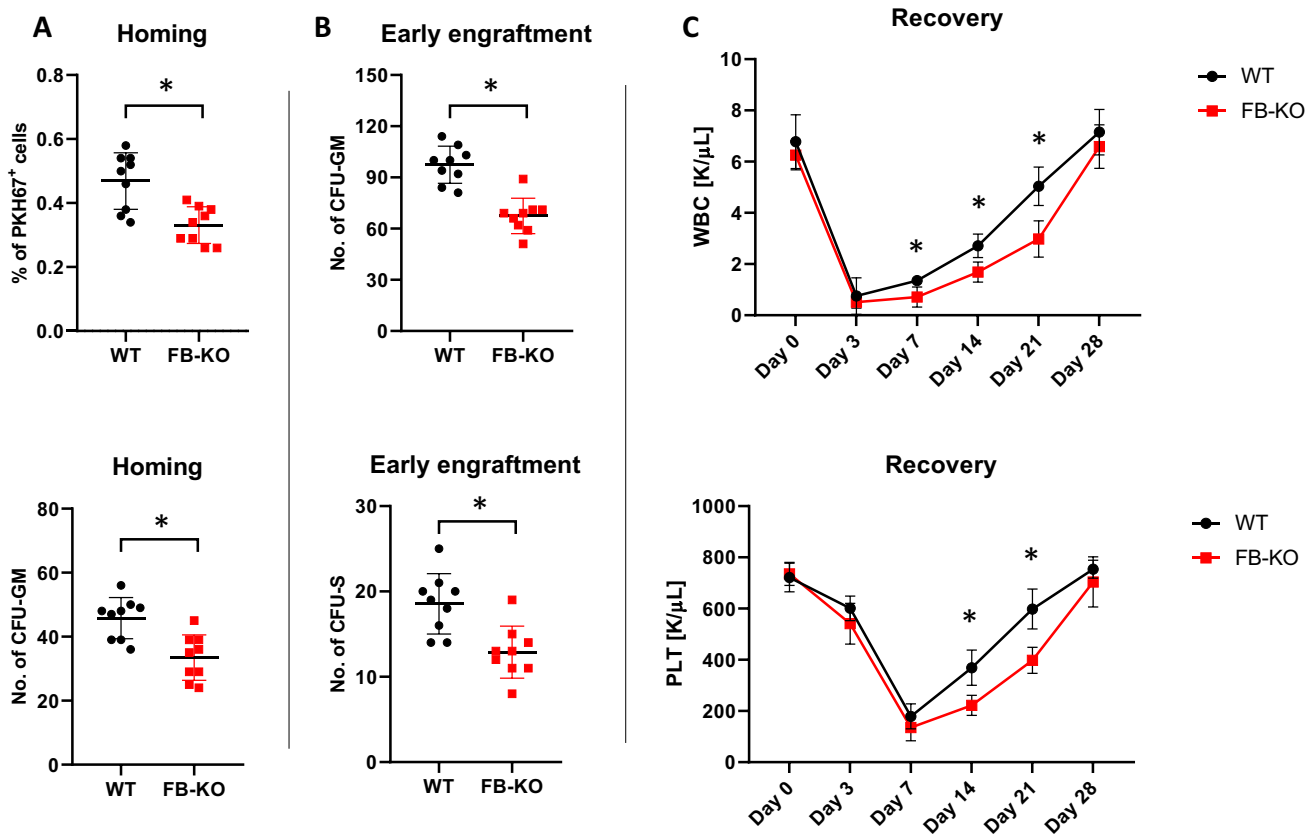 A
Homing
0.8
0.6
0.4
0.2
0.0
% of PKH67+ cells
*
WT
FB-KO
Homing
60
40
20
0
No. of CFU-GM
*
WT
FB-KO
B
Early engraftment
150
120
90
60
30
0
No. of CFU-GM
*
WT
FB-KO
Early engraftment
30
20
10
0
No. of CFU-S
*
WT
FB-KO
C
Recovery
10
8
6
4
2
0
WBC [K/μL]
*
*
*
Day 0
Day 3
Day 7
Day 14
Day 21
Day 28
WT
FB-KO
Recovery
1000
800
600
400
200
0
PLT [K/μL]
*
*
Day 0
Day 3
Day 7
Day 14
Day 21
Day 28
WT
FB-KO